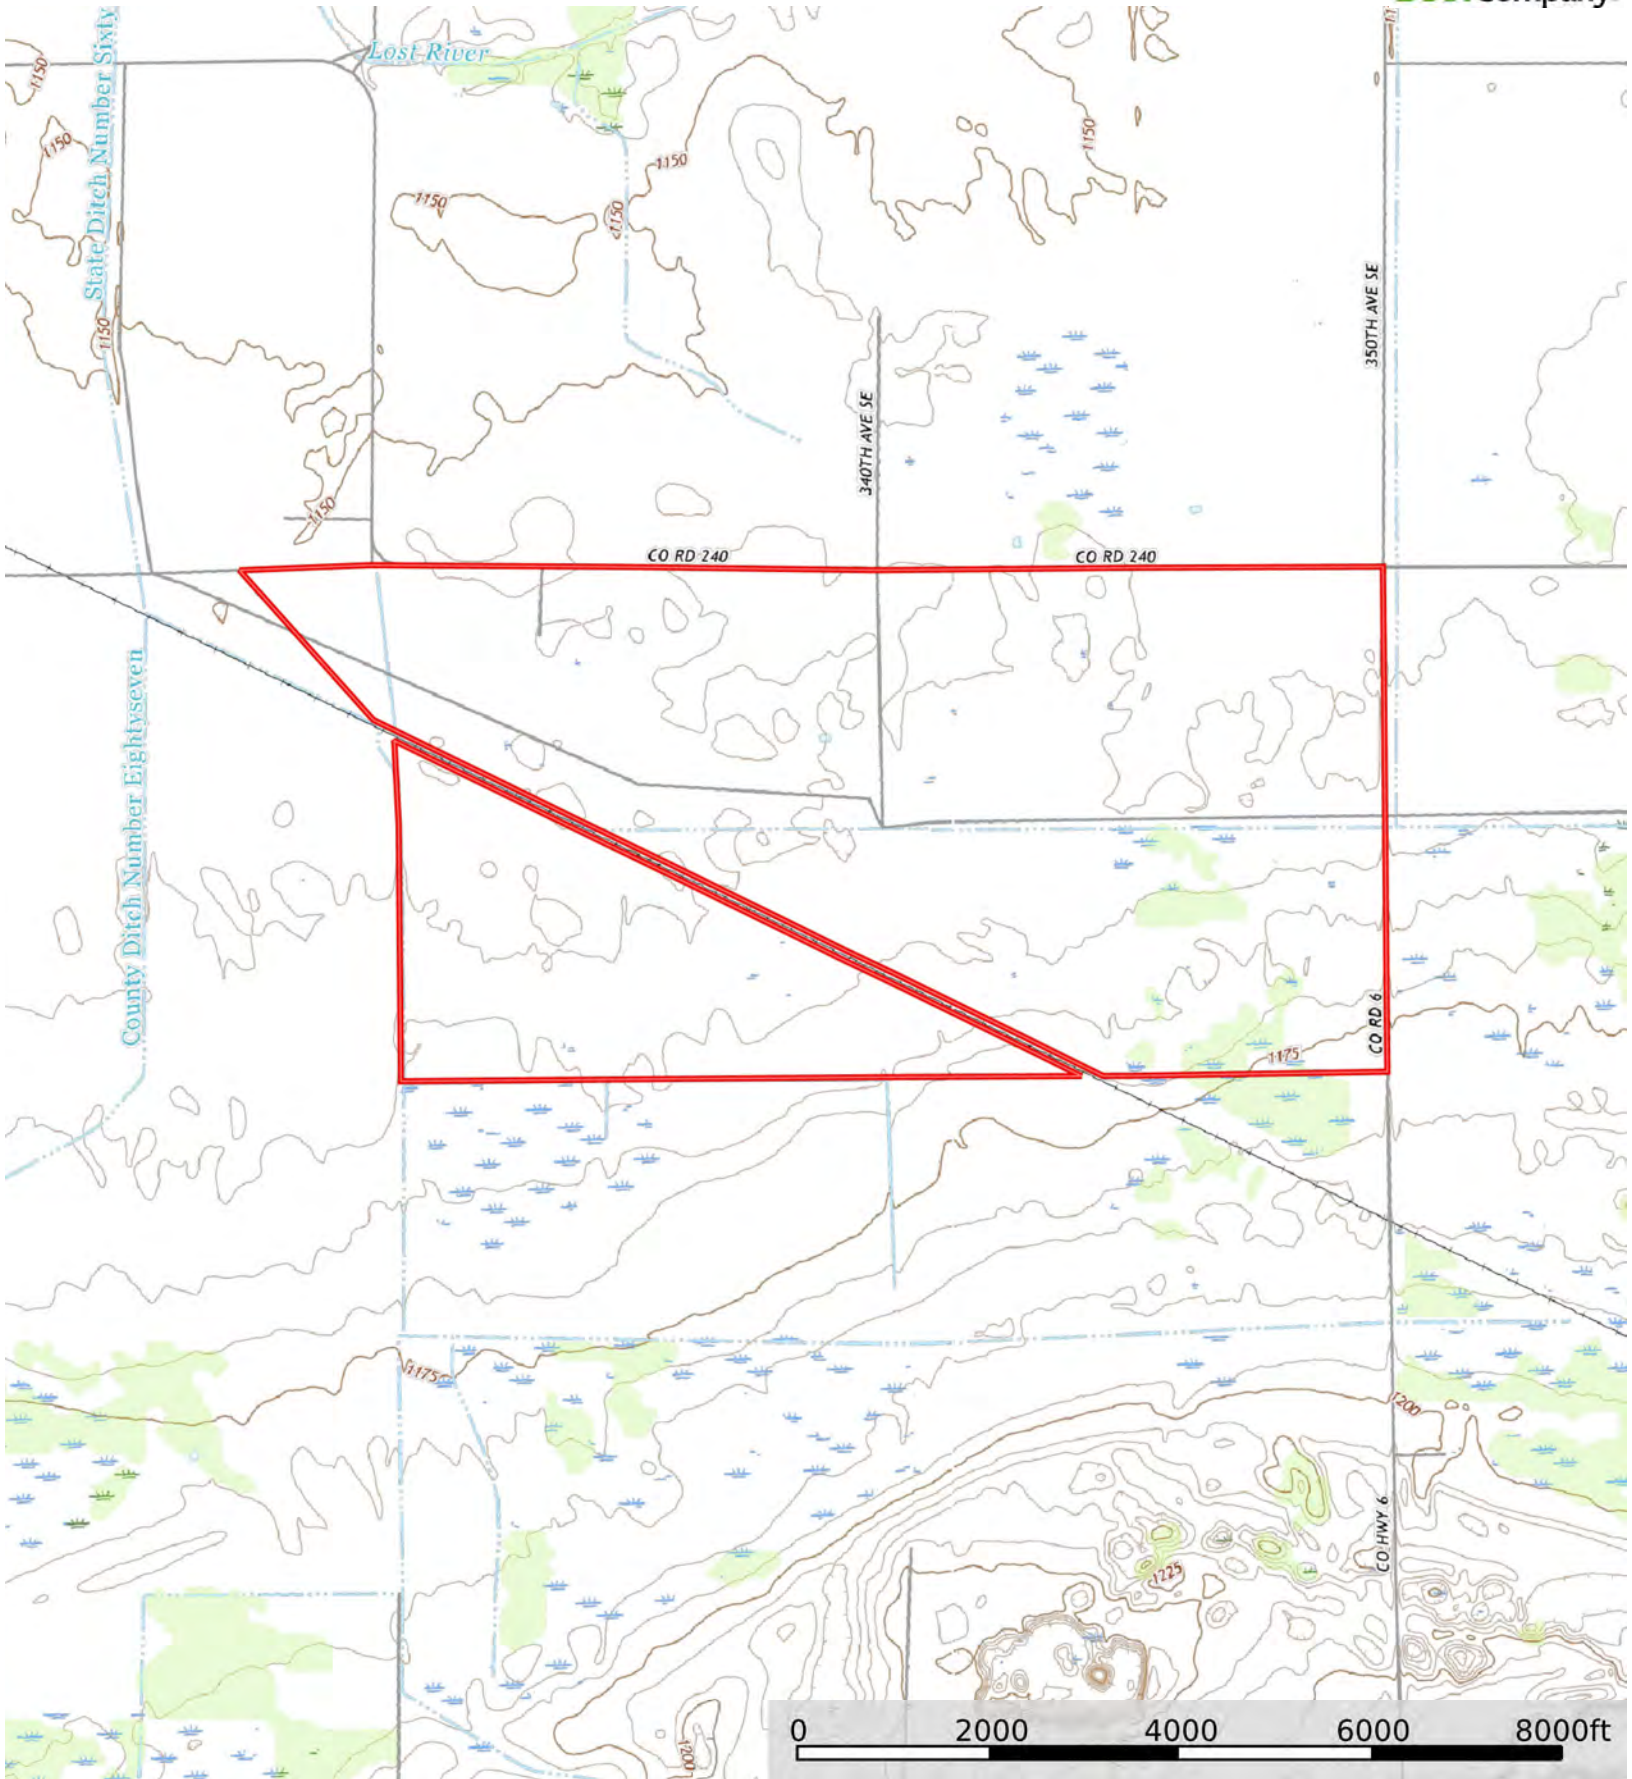 Company
Lost River
State Ditch Number Sixty
1150
1150
1150
1150
1150
1150
1150
1150
350TH AVE SE
340TH AVE SE
CO RD 240
CO RD 240
County Ditch Number Eightyseven
CO RD 6
1175
1175
1200
CO HWY 6
1225
1200
0 2000 4000 6000 8000ft